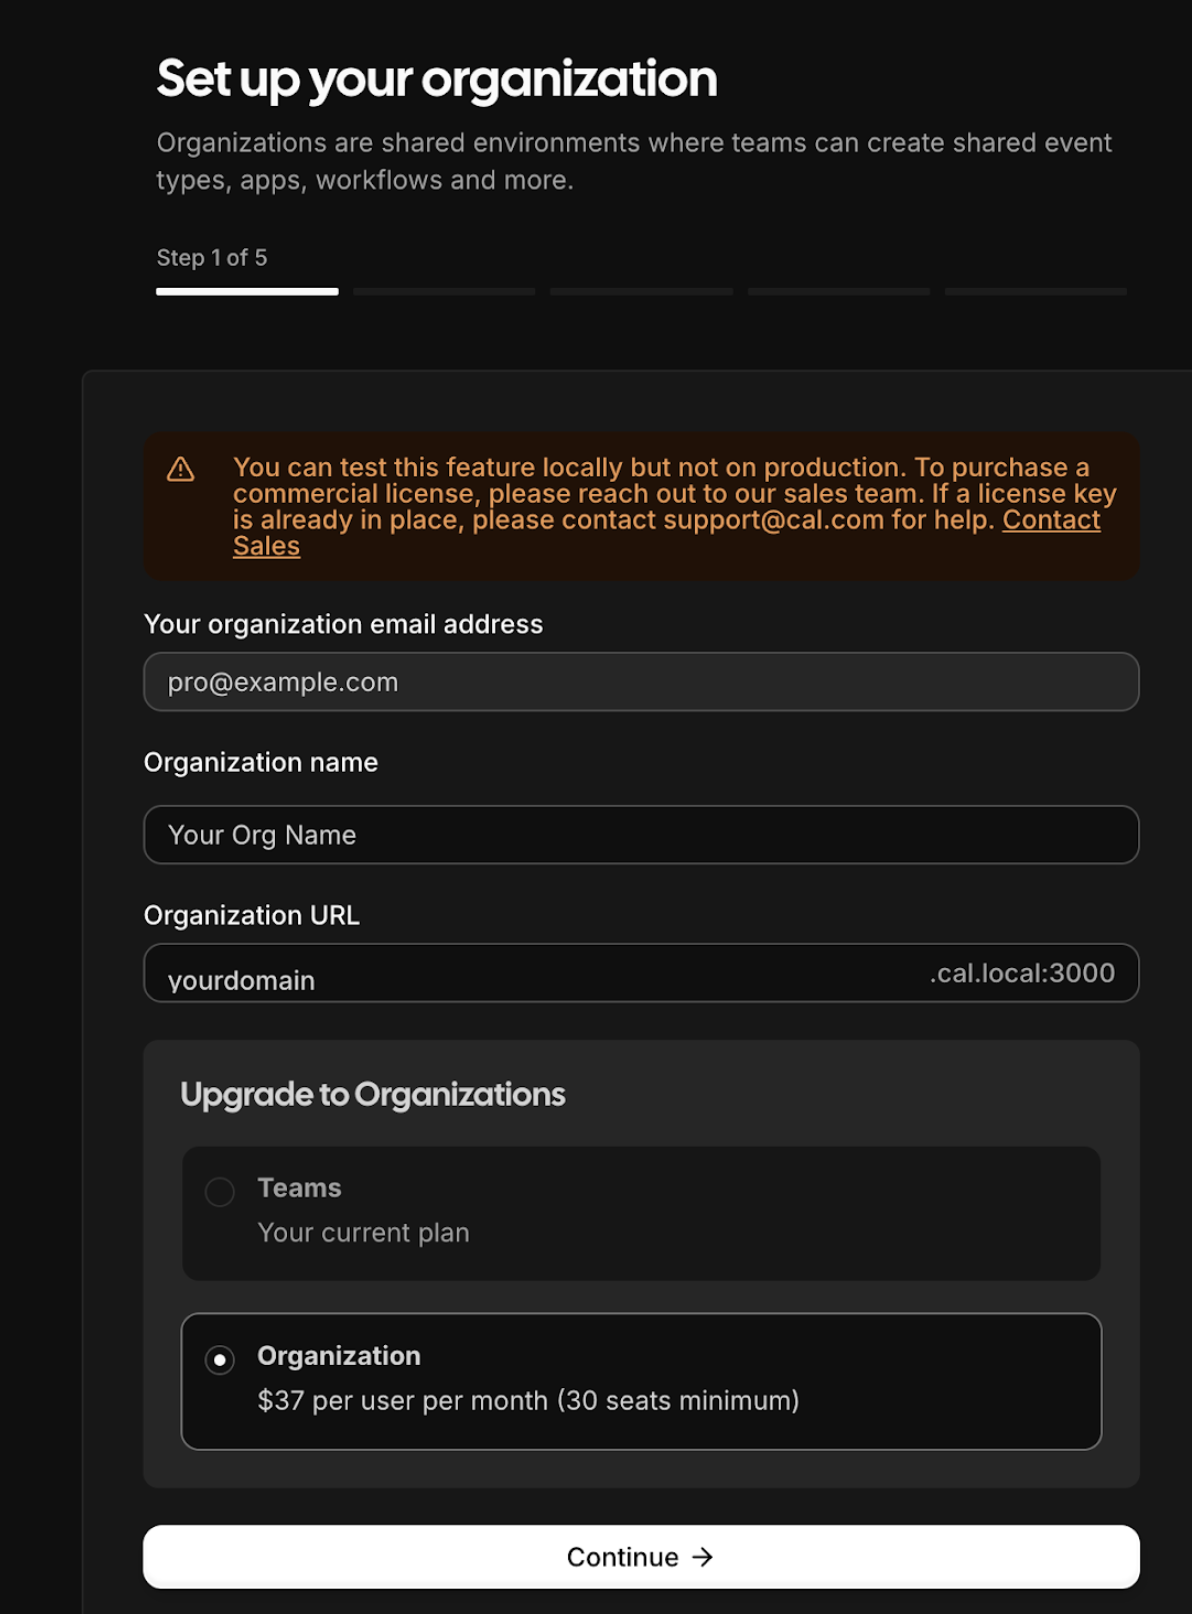 Set up your organization
Organizations are shared environments where teams can create shared event
types, apps, workflows and more.
Step 1 of 5
You can test this feature locally but not on production. To purchase a
commercial license, please reach out to our sales team. If a license key
is already in place, please contact support@cal.com for help. Contact
Sales
Your organization email address
pro@example.com
Organization name
Your Org Name
Organization URL
yourdomain .cal.local:3000
Upgrade to Organizations
Teams
Your current plan
Organization
$37 per user per month (30 seats minimum)
Continue →